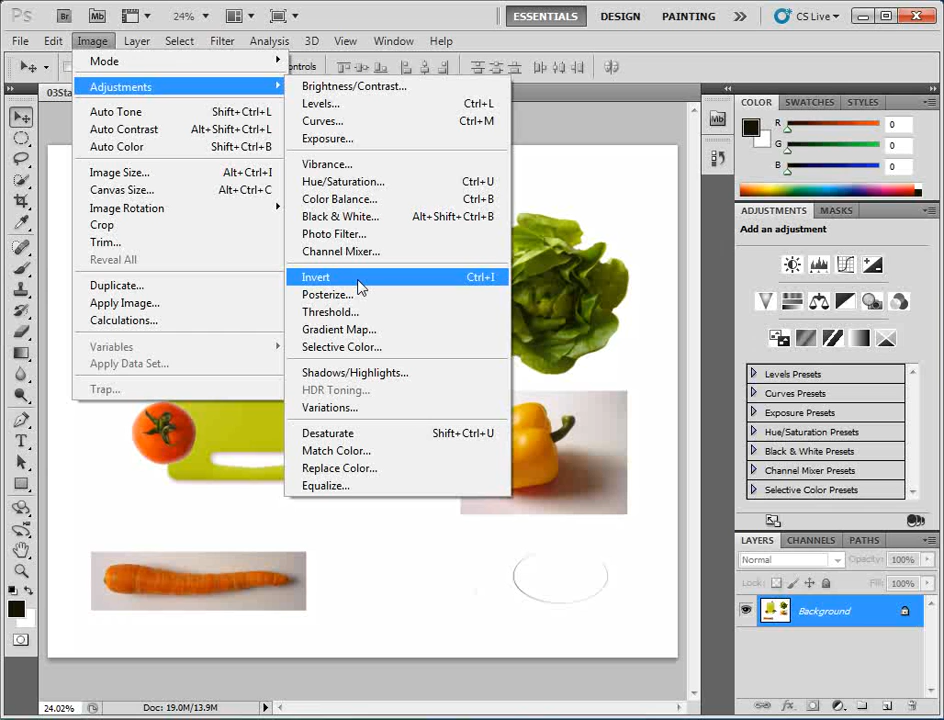 Ps Br Mb 24% ESSENTIALS DESIGN PAINTING CS Live
File Edit Image Layer Select Filter Analysis 3D View Window Help
Mode
Adjustments
Auto Tone Shift+Ctrl+L
Auto Contrast Alt+Shift+Ctrl+L
Auto Color Shift+Ctrl+B
Image Size... Alt+Ctrl+I
Canvas Size... Alt+Ctrl+C
Image Rotation
Crop
Trim...
Reveal All
Duplicate...
Apply Image...
Calculations...
Variables
Apply Data Set...
Trap...
Brightness/Contrast...
Levels... Ctrl+L
Curves... Ctrl+M
Exposure...
Vibrance...
Hue/Saturation... Ctrl+U
Color Balance... Ctrl+B
Black & White... Alt+Shift+Ctrl+B
Photo Filter...
Channel Mixer...
Invert Ctrl+I
Posterize...
Threshold...
Gradient Map...
Selective Color...
Shadows/Highlights...
HDR Toning...
Variations...
Desaturate Shift+Ctrl+U
Match Color...
Replace Color...
Equalize...
ontrols
03Sta
Mb
COLOR SWATCHES STYLES
R 0
G 0
B 0
ADJUSTMENTS MASKS
Add an adjustment
Levels Presets
Curves Presets
Exposure Presets
Hue/Saturation Presets
Black & White Presets
Channel Mixer Presets
Selective Color Presets
LAYERS CHANNELS PATHS
Normal Opacity: 100%
Lock: Fill: 100%
Background
T
24.02% Doc: 19.0M/13.9M
fx